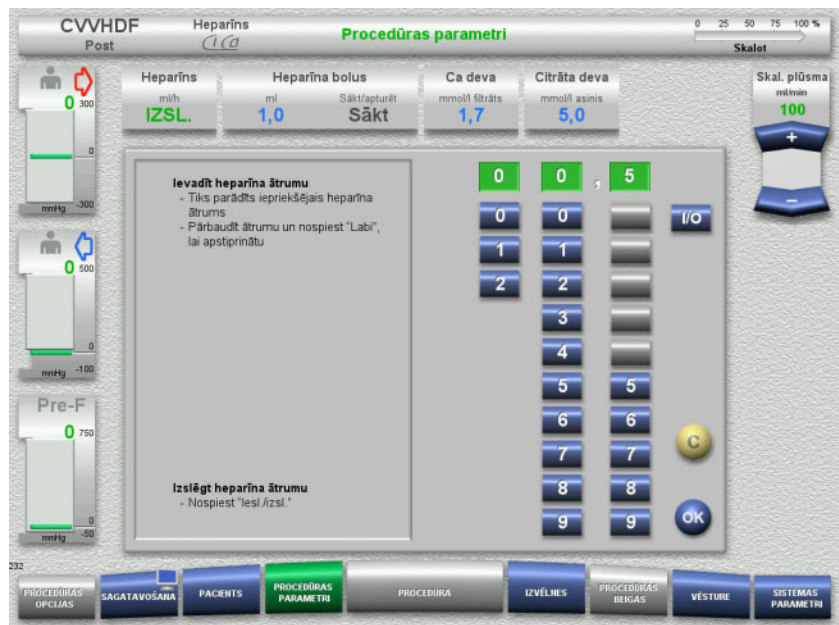 CVVHDF
Post
Heparīns
Ci Ca
Procedūras parametri
0 25 50 75 100 %
Skalot
0 300
0
mmHg -300
0 500
0
mmHg -100
Pre-F
0 750
0
mmHg -50
Heparīns
ml/h
IZSL.
Heparīna bolus
ml Sākt/apturēt
1,0 Sākt
Ca deva
mmol/l filtrāts
1,7
Citrāta deva
mmol/l asinis
5,0
Skal. plūsma
ml/min
100
+
–
Ievadīt heparīna ātrumu
- Tiks parādīts iepriekšējais heparīna
ātrums
- Pārbaudīt ātrumu un nospiest "Labi",
lai apstiprinātu
Izslēgt heparīna ātrumu
- Nospiest "Iesl./izsl."
0 0 , 5
0 0 I/O
1 1
2 2
3
4
5 5
6 6
7 7
8 8
9 9
C
OK
232
PROCEDŪRAS
OPCIJAS
SAGATAVOŠANA
PACIENTS
PROCEDŪRAS
PARAMETRI
PROCEDŪRA
IZVĒLNES
PROCEDŪRAS
BEIGAS
VĒSTURE
SISTĒMAS
PARAMETRI